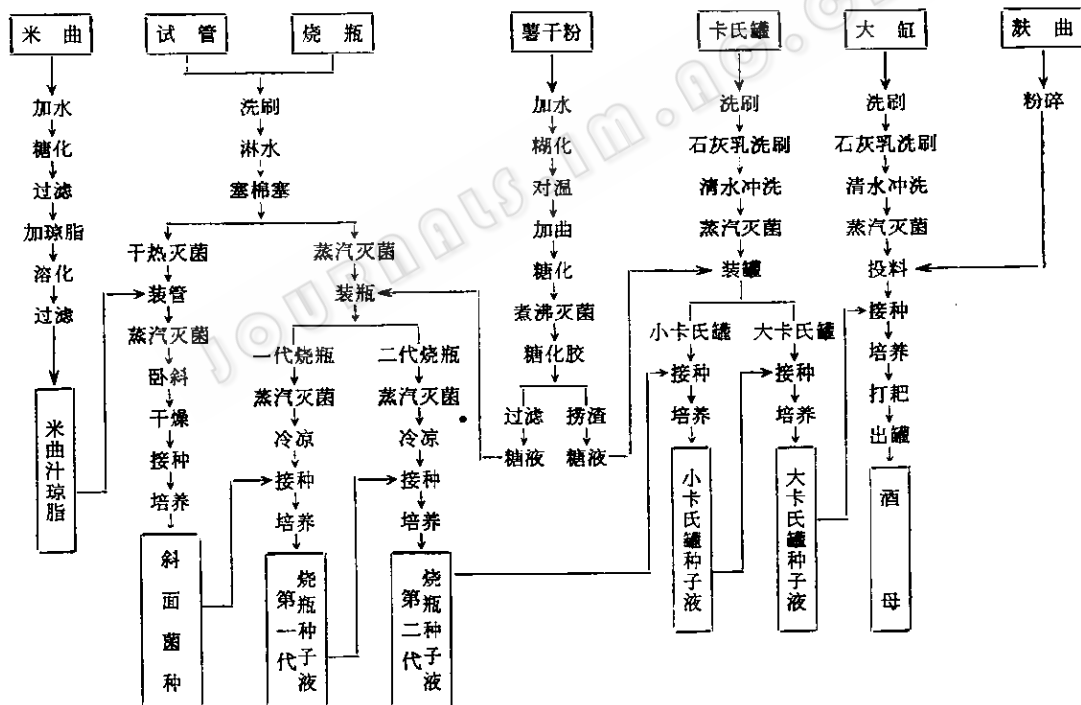 米曲
试管
烧瓶
薯干粉
卡氏罐
大缸
麸曲
加水
糖化
过滤
加琼脂
溶化
过滤
米曲汁琼脂
洗刷
淋水
塞棉塞
干热灭菌
装管
蒸汽灭菌
卧斜
干燥
接种
培养
斜面菌种
蒸汽灭菌
装瓶
一代烧瓶
蒸汽灭菌
冷凉
接种
培养
第一代
烧瓶种子液
二代烧瓶
蒸汽灭菌
冷凉
接种
培养
第二代
烧瓶种子液
加水
糊化
对温
加曲
糖化
煮沸灭菌
糖化胶
过滤
糖液
捞渣
糖液
洗刷
石灰乳洗刷
清水冲洗
蒸汽灭菌
装罐
小卡氏罐
接种
培养
小卡氏罐种子液
大卡氏罐
接种
培养
大卡氏罐种子液
洗刷
石灰乳洗刷
清水冲洗
蒸汽灭菌
投料
接种
培养
打耙
出罐
酒母
粉碎
JOURNALS.IM.AC.C